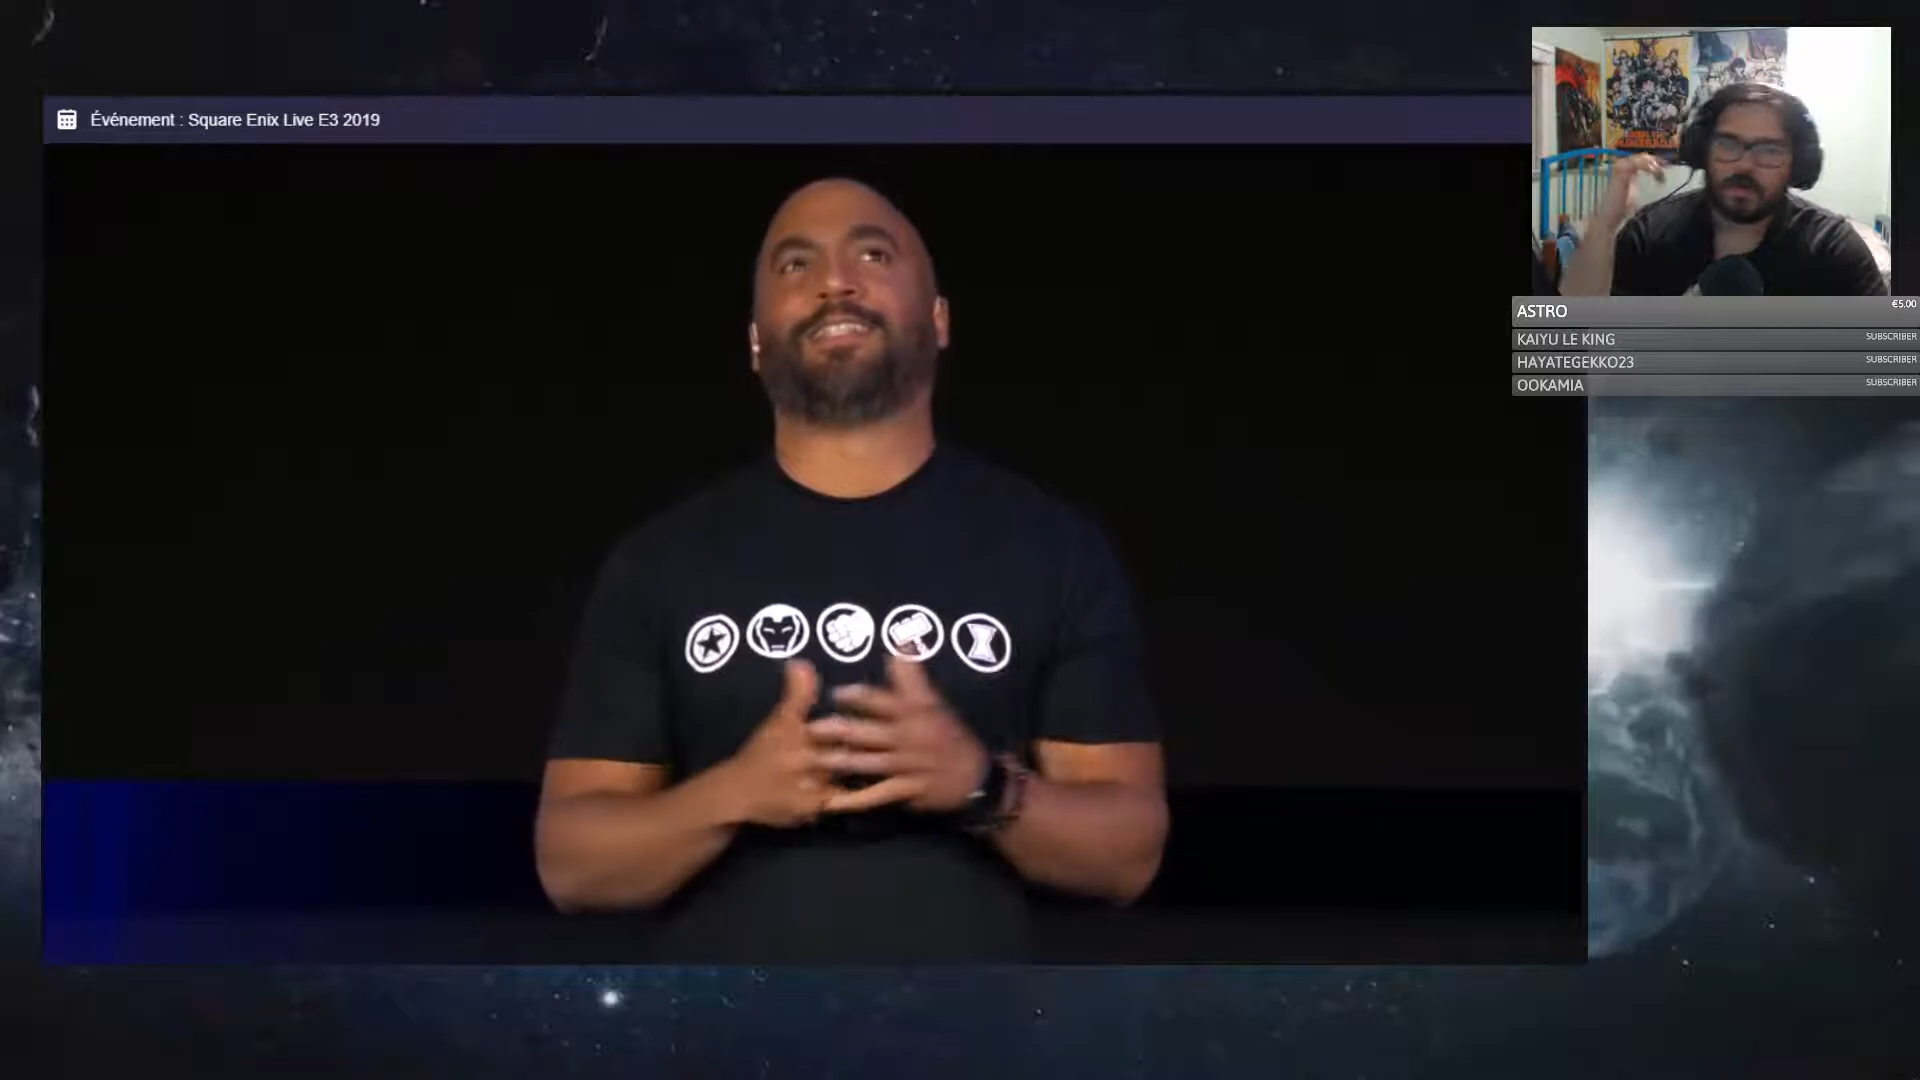 Événement : Square Enix Live E3 2019
ASTRO €5.00
KAIYU LE KING SUBSCRIBER
HAYATEGEKKO23 SUBSCRIBER
OOKAMIA SUBSCRIBER